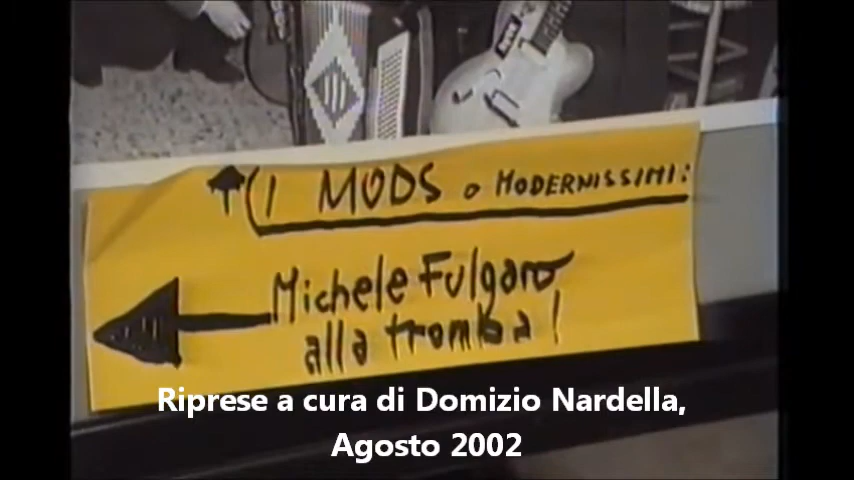 (I MODS o MODERNISSIMI:
Michele Fulgaro
alla tromba!
Riprese a cura di Domizio Nardella,
Agosto 2002